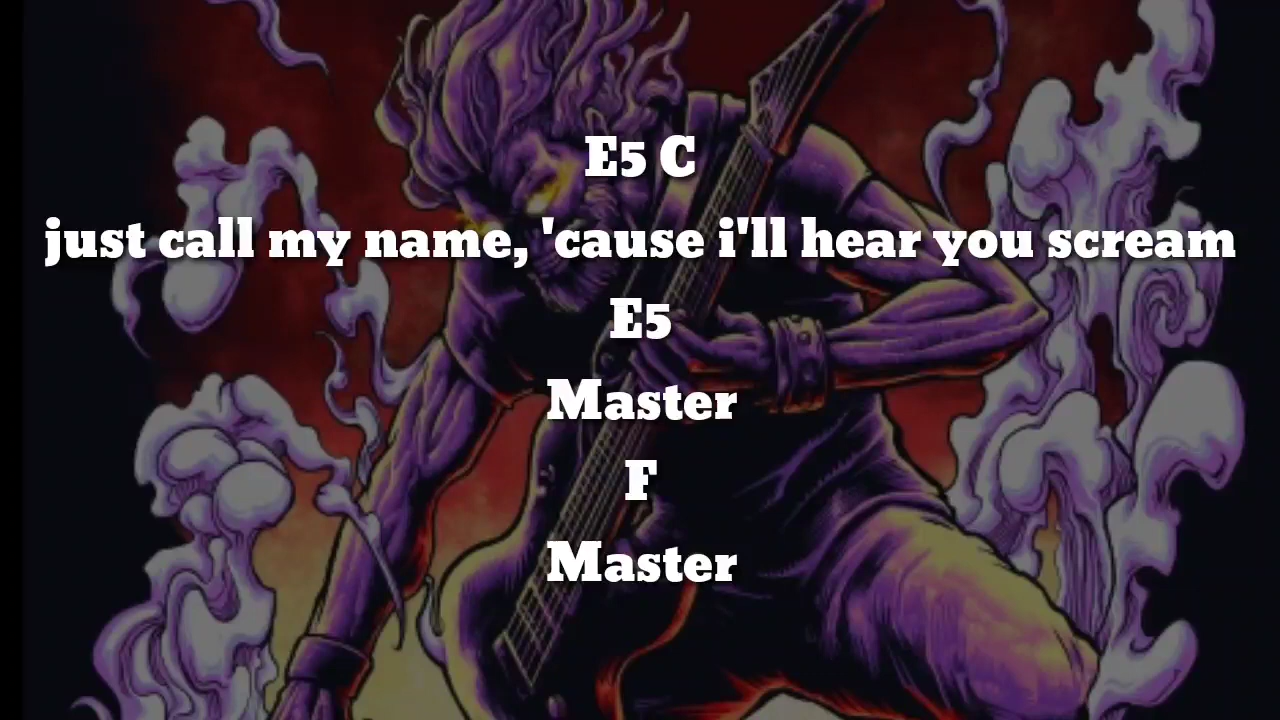 E5 C
just call my name, 'cause i'll hear you scream
E5
Master
F
Master